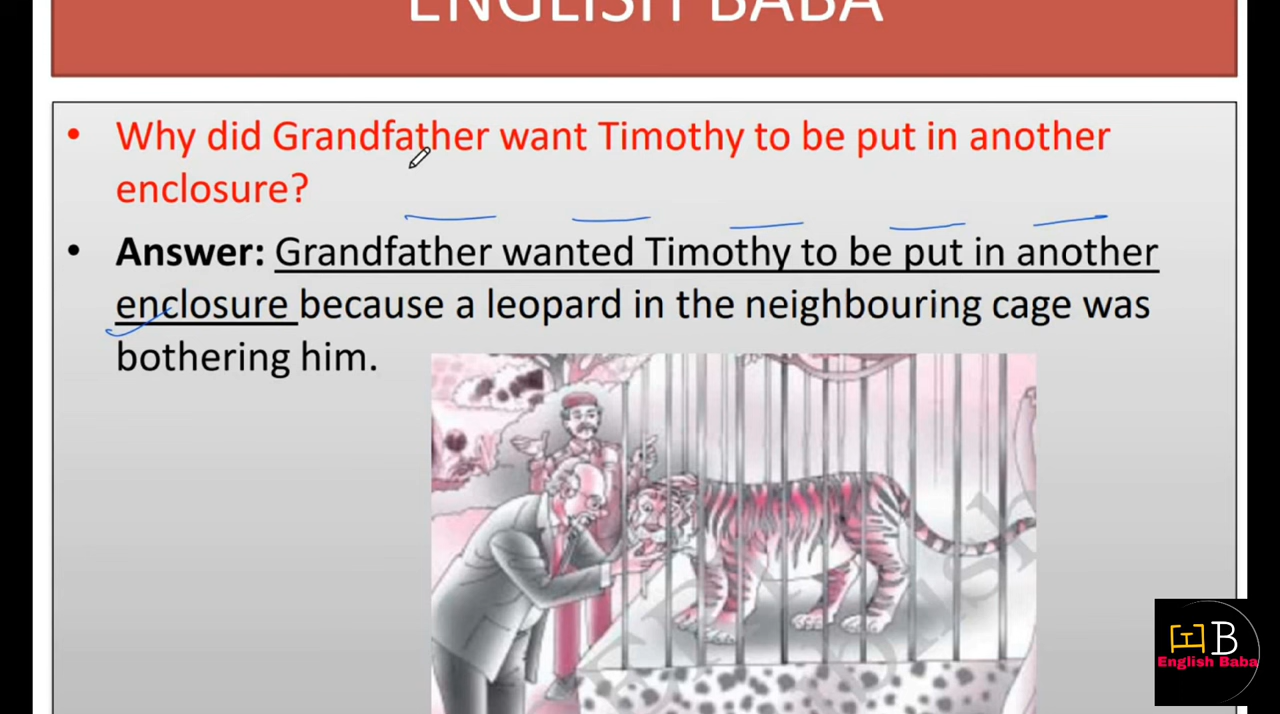 ENGLISH BABA
• Why did Grandfather want Timothy to be put in another
enclosure?
• Answer: Grandfather wanted Timothy to be put in another
enclosure because a leopard in the neighbouring cage was
bothering him.
B
English Baba